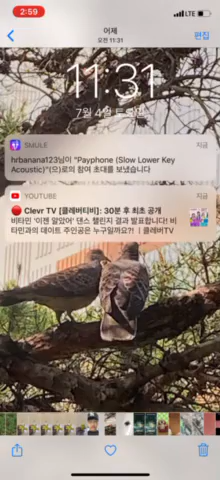 2:59
LTE
어제
오전 11:31
편집
11:31
7월 4일 토요일
SMULE
지금
hrbanana123님이 "Payphone (Slow Lower Key
Acoustic)"(으)로의 참여 초대를 보냈습니다
YOUTUBE
지금
Clevr TV [클레버티비]: 30분 후 최초 공개
비타민 '이젠 알았어' 댄스 챌린지 결과 발표합니다! 비
타민과의 데이트 주인공은 누구일까요?! ㅣ클레버TV